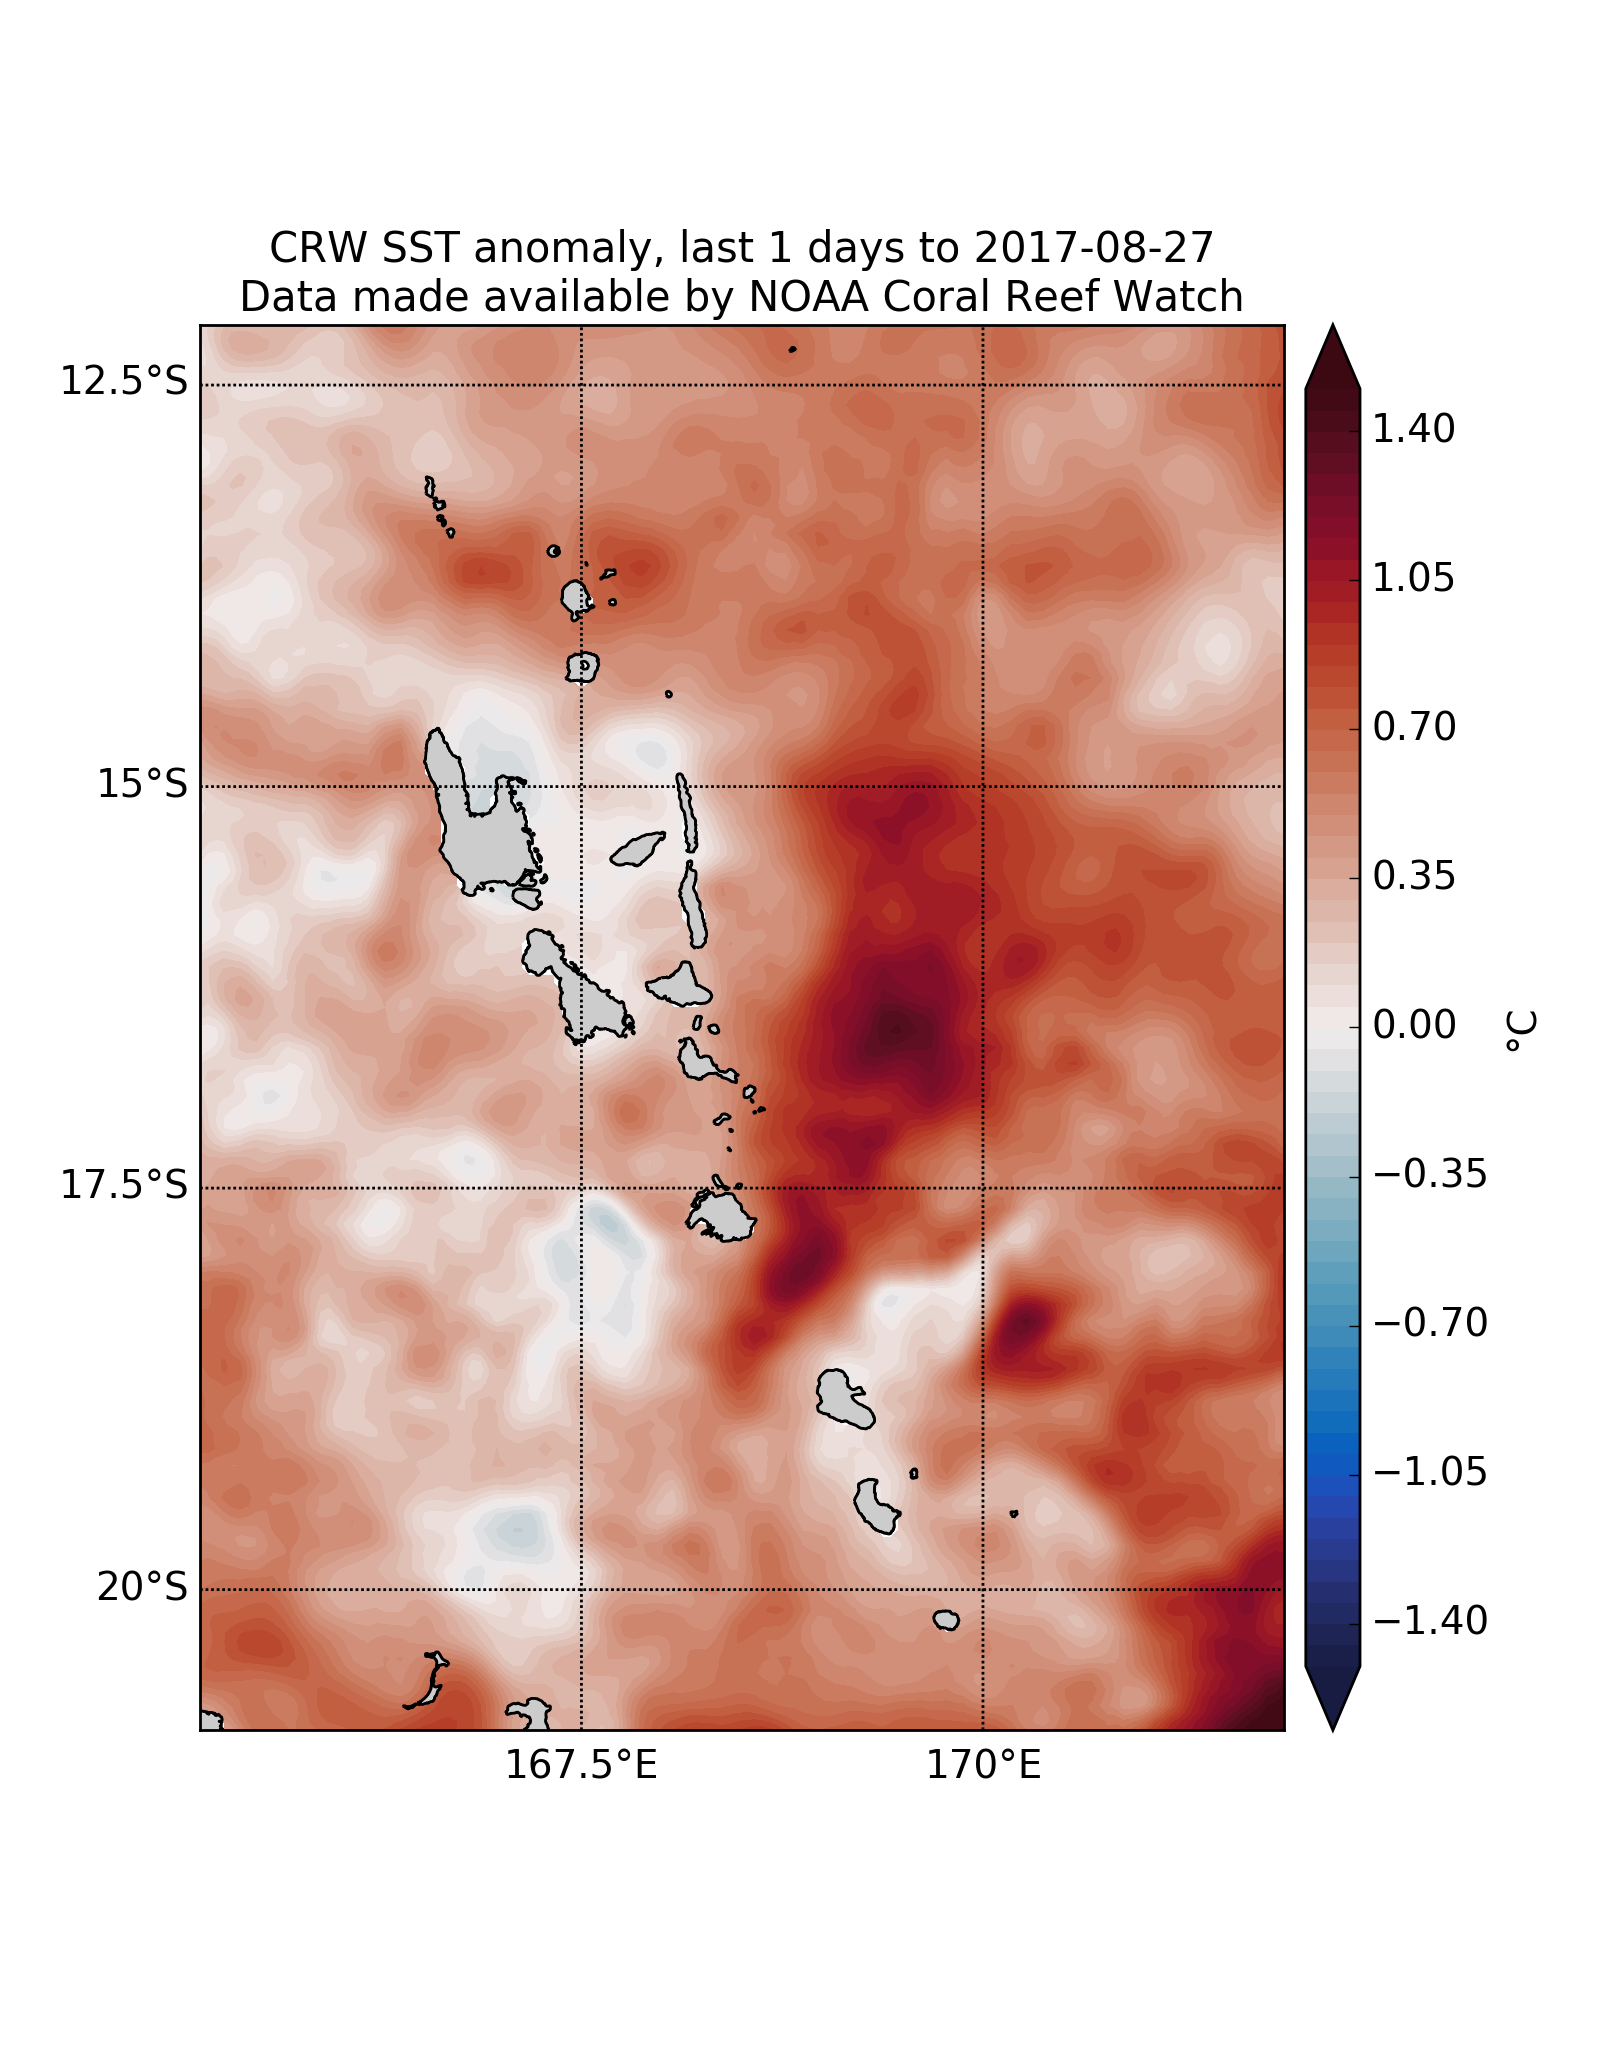 CRW SST anomaly, last 1 days to 2017-08-27
Data made available by NOAA Coral Reef Watch
12.5°S
15°S
17.5°S
20°S
167.5°E
170°E
1.40
1.05
0.70
0.35
0.00
−0.35
−0.70
−1.05
−1.40
°C